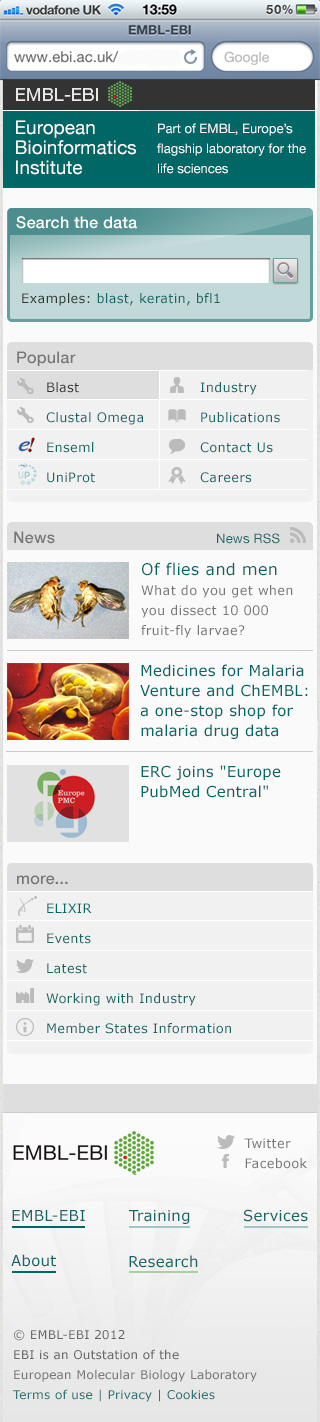 vodafone UK 13:59 50%
EMBL-EBI
www.ebi.ac.uk/ Google
EMBL-EBI
European
Bioinformatics
Institute
Part of EMBL, Europe's
flagship laboratory for the
life sciences
Search the data
Examples: blast, keratin, bfl1
Popular
Blast
Industry
Clustal Omega
Publications
e! Enseml
Contact Us
UP UniProt
Careers
News News RSS
Of flies and men
What do you get when
you dissect 10 000
fruit-fly larvae?
Medicines for Malaria
Venture and ChEMBL:
a one-stop shop for
malaria drug data
Europe
PMC
ERC joins "Europe
PubMed Central"
more...
ELIXIR
Events
Latest
Working with Industry
Member States Information
EMBL-EBI
Twitter
Facebook
EMBL-EBI Training Services
About Research
© EMBL-EBI 2012
EBI is an Outstation of the
European Molecular Biology Laboratory
Terms of use | Privacy | Cookies